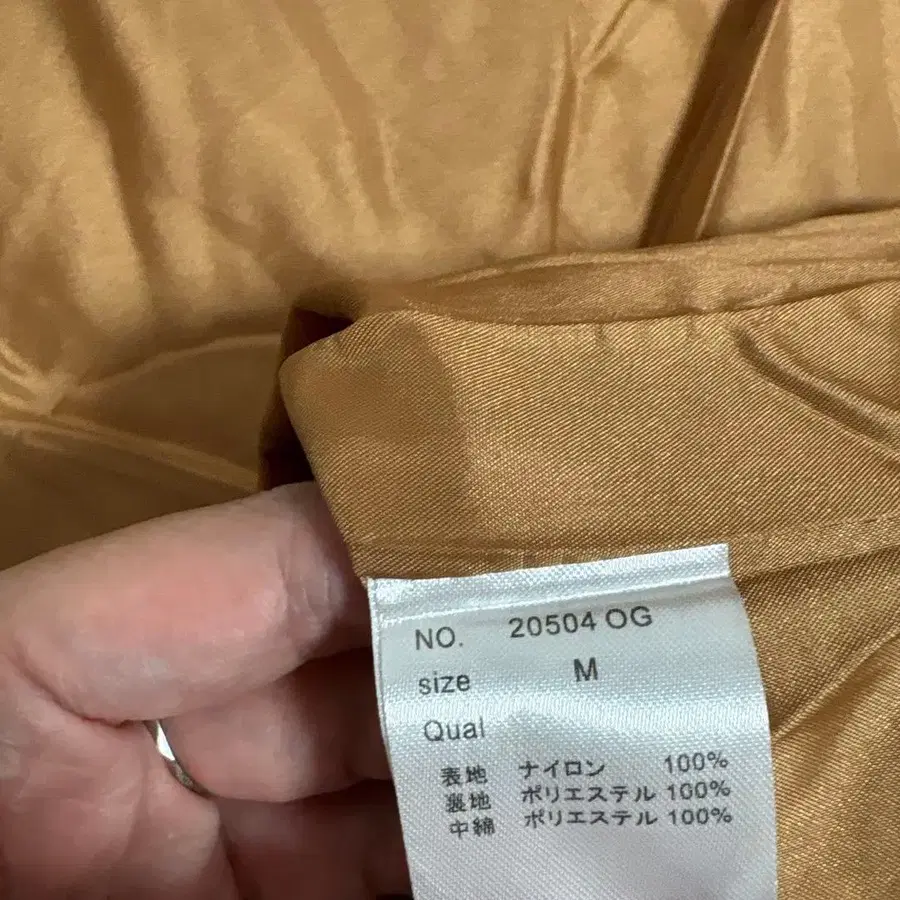 NO. 20504 OG
size M
Qual
表地 ナイロン 100%
裏地 ポリエステル 100%
中綿 ポリエステル 100%